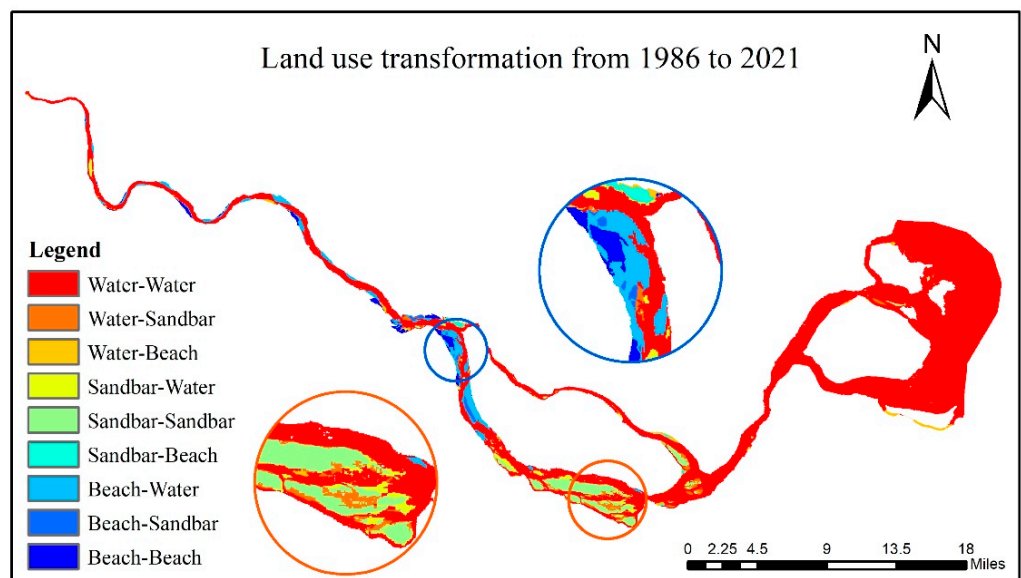 Land use transformation from 1986 to 2021
N
Legend
Water-Water
Water-Sandbar
Water-Beach
Sandbar-Water
Sandbar-Sandbar
Sandbar-Beach
Beach-Water
Beach-Sandbar
Beach-Beach
0 2.25 4.5 9 13.5 18
Miles